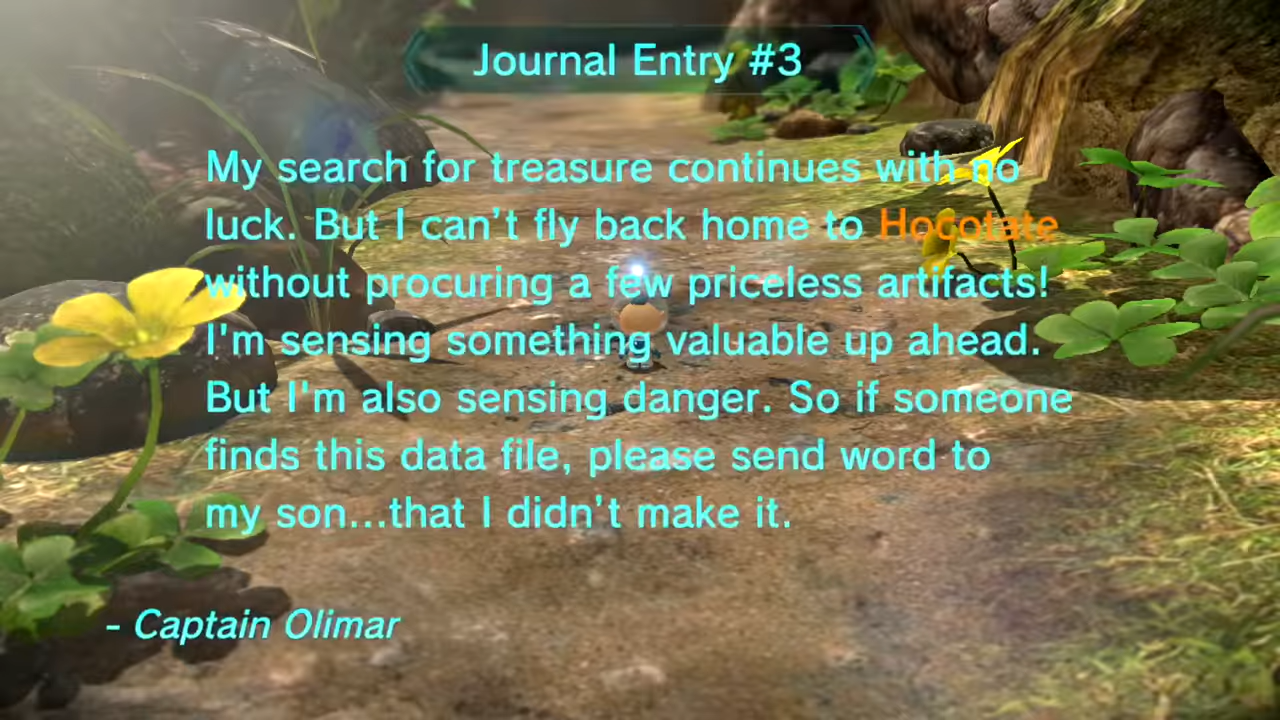 Journal Entry #3
My search for treasure continues with no
luck. But I can't fly back home to Hocotate
without procuring a few priceless artifacts!
I'm sensing something valuable up ahead.
But I'm also sensing danger. So if someone
finds this data file, please send word to
my son...that I didn't make it.
- Captain Olimar